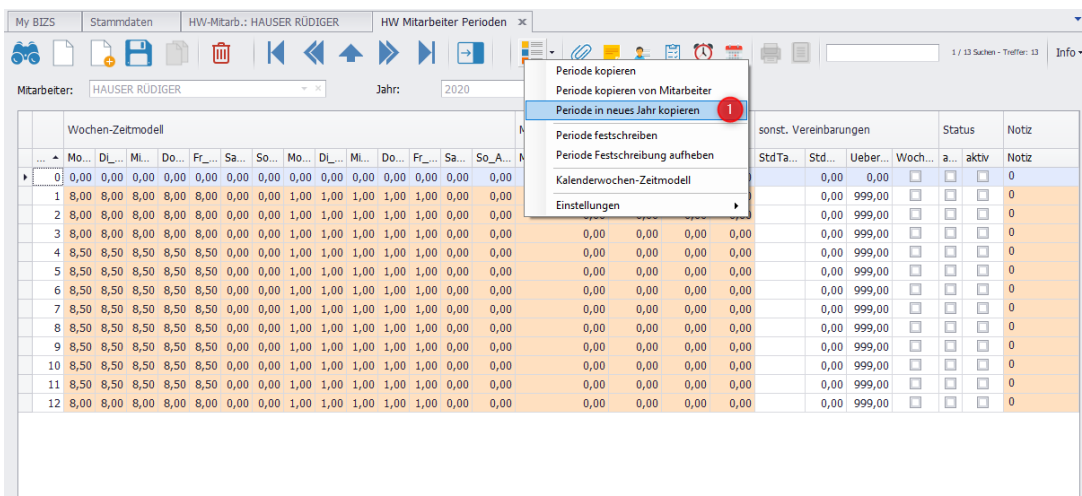 My BIZS Stammdaten HW-Mitarb.: HAUSER RÜDIGER HW Mitarbeiter Perioden ×
1 / 13 Suchen - Treffer: 13 Info
Mitarbeiter: HAUSER RÜDIGER Jahr: 2020
Periode kopieren
Periode kopieren von Mitarbeiter
Periode in neues Jahr kopieren 1
Periode festschreiben
Periode Festschreibung aufheben
Kalenderwochen-Zeitmodell
Einstellungen
Wochen-Zeitmodell sonst. Vereinbarungen Status Notiz
... Mo... Di_... Mi... Do... Fr_... Sa... So... Mo... Di_... Mi... Do... Fr_... Sa... So_A... StdTa... Std... Ueber... Woch... a... aktiv Notiz
0 0,00 0,00 0,00 0,00 0,00 0,00 0,00 0,00 0,00 0,00 0,00 0,00 0,00 0,00 0,00 0,00 0
1 8,00 8,00 8,00 8,00 8,00 0,00 0,00 1,00 1,00 1,00 1,00 1,00 0,00 0,00 0,00 999,00 0
2 8,00 8,00 8,00 8,00 8,00 0,00 0,00 1,00 1,00 1,00 1,00 1,00 0,00 0,00 0,00 999,00 0
3 8,00 8,00 8,00 8,00 8,00 0,00 0,00 1,00 1,00 1,00 1,00 1,00 0,00 0,00 0,00 0,00 0,00 0,00 0,00 999,00 0
4 8,50 8,50 8,50 8,50 8,50 0,00 0,00 1,00 1,00 1,00 1,00 1,00 0,00 0,00 0,00 0,00 0,00 0,00 0,00 999,00 0
5 8,50 8,50 8,50 8,50 8,50 0,00 0,00 1,00 1,00 1,00 1,00 1,00 0,00 0,00 0,00 0,00 0,00 0,00 0,00 999,00 0
6 8,50 8,50 8,50 8,50 8,50 0,00 0,00 1,00 1,00 1,00 1,00 1,00 0,00 0,00 0,00 0,00 0,00 0,00 0,00 999,00 0
7 8,50 8,50 8,50 8,50 8,50 0,00 0,00 1,00 1,00 1,00 1,00 1,00 0,00 0,00 0,00 0,00 0,00 0,00 0,00 999,00 0
8 8,50 8,50 8,50 8,50 8,50 0,00 0,00 1,00 1,00 1,00 1,00 1,00 0,00 0,00 0,00 0,00 0,00 0,00 0,00 999,00 0
9 8,50 8,50 8,50 8,50 8,50 0,00 0,00 1,00 1,00 1,00 1,00 1,00 0,00 0,00 0,00 0,00 0,00 0,00 0,00 999,00 0
10 8,50 8,50 8,50 8,50 8,50 0,00 0,00 1,00 1,00 1,00 1,00 1,00 0,00 0,00 0,00 0,00 0,00 0,00 0,00 999,00 0
11 8,50 8,50 8,50 8,50 8,50 0,00 0,00 1,00 1,00 1,00 1,00 1,00 0,00 0,00 0,00 0,00 0,00 0,00 0,00 999,00 0
12 8,00 8,00 8,00 8,00 8,00 0,00 0,00 1,00 1,00 1,00 1,00 1,00 0,00 0,00 0,00 0,00 0,00 0,00 0,00 999,00 0